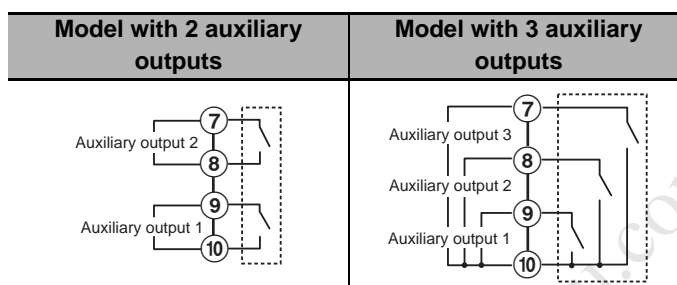 Model with 2 auxiliary
outputs
Model with 3 auxiliary
outputs
7
Auxiliary output 2
8
9
Auxiliary output 1
10
7
Auxiliary output 3
8
Auxiliary output 2
9
Auxiliary output 1
10